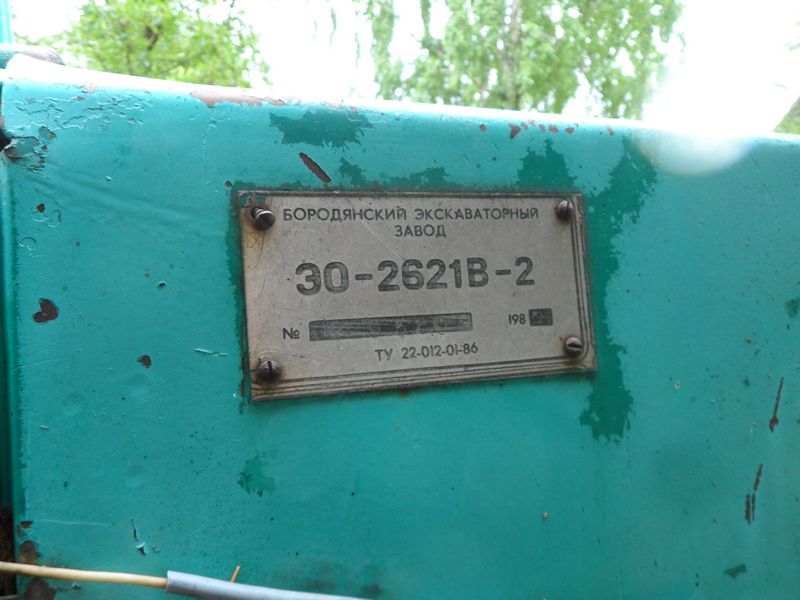 БОРОДЯНСКИЙ ЭКСКАВАТОРНЫЙ
ЗАВОД
ЭО-2621В-2
№ 198
ТУ 22-012-01-86